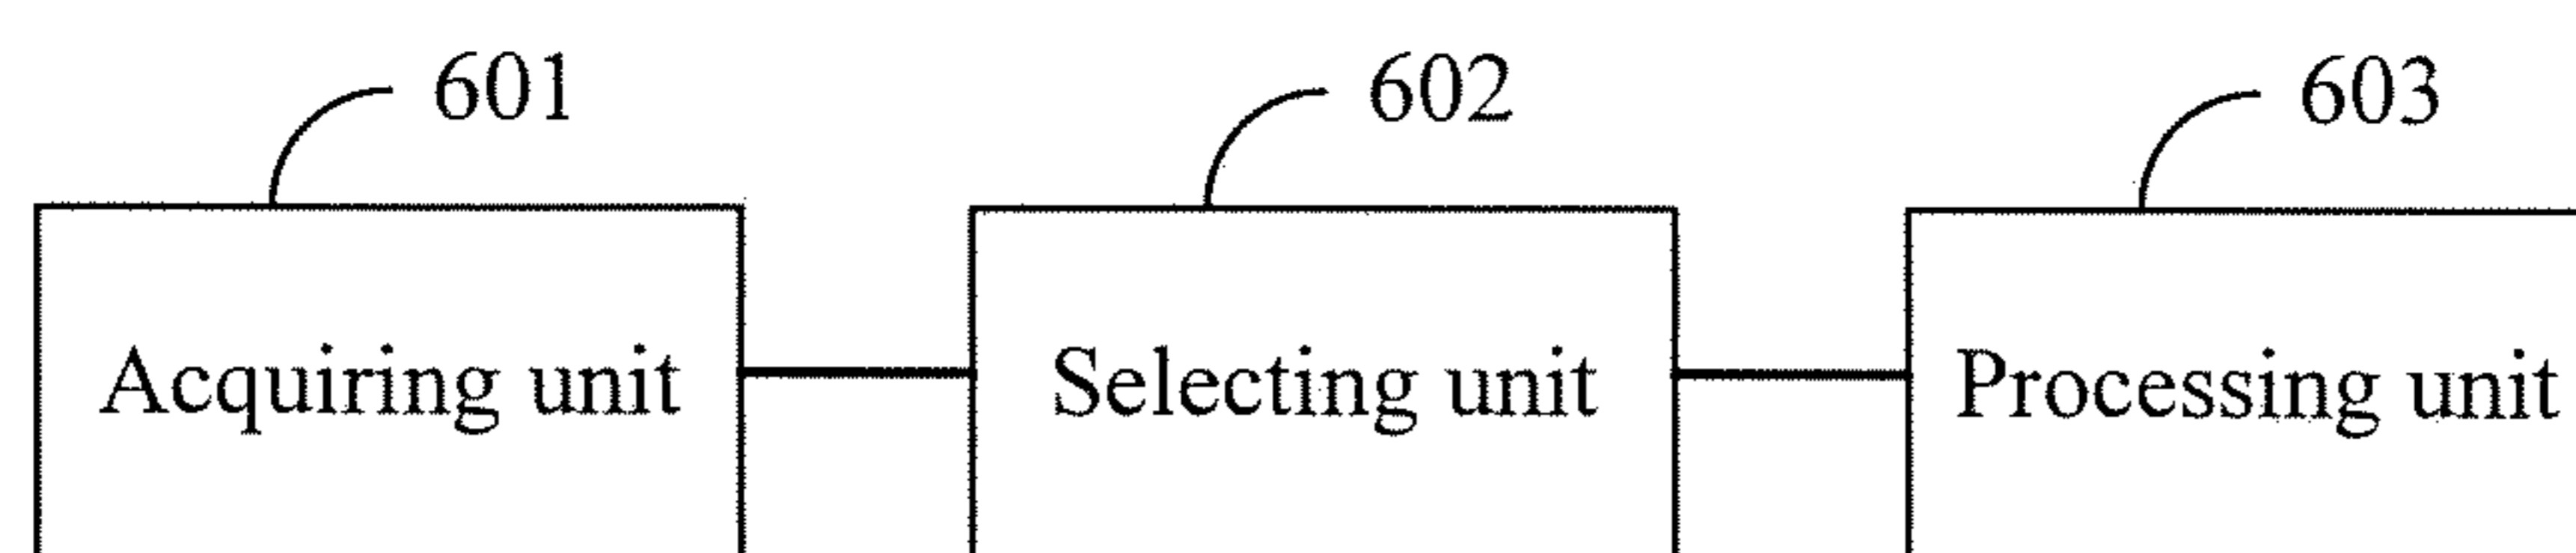 601 602 603
Acquiring unit Selecting unit Processing unit